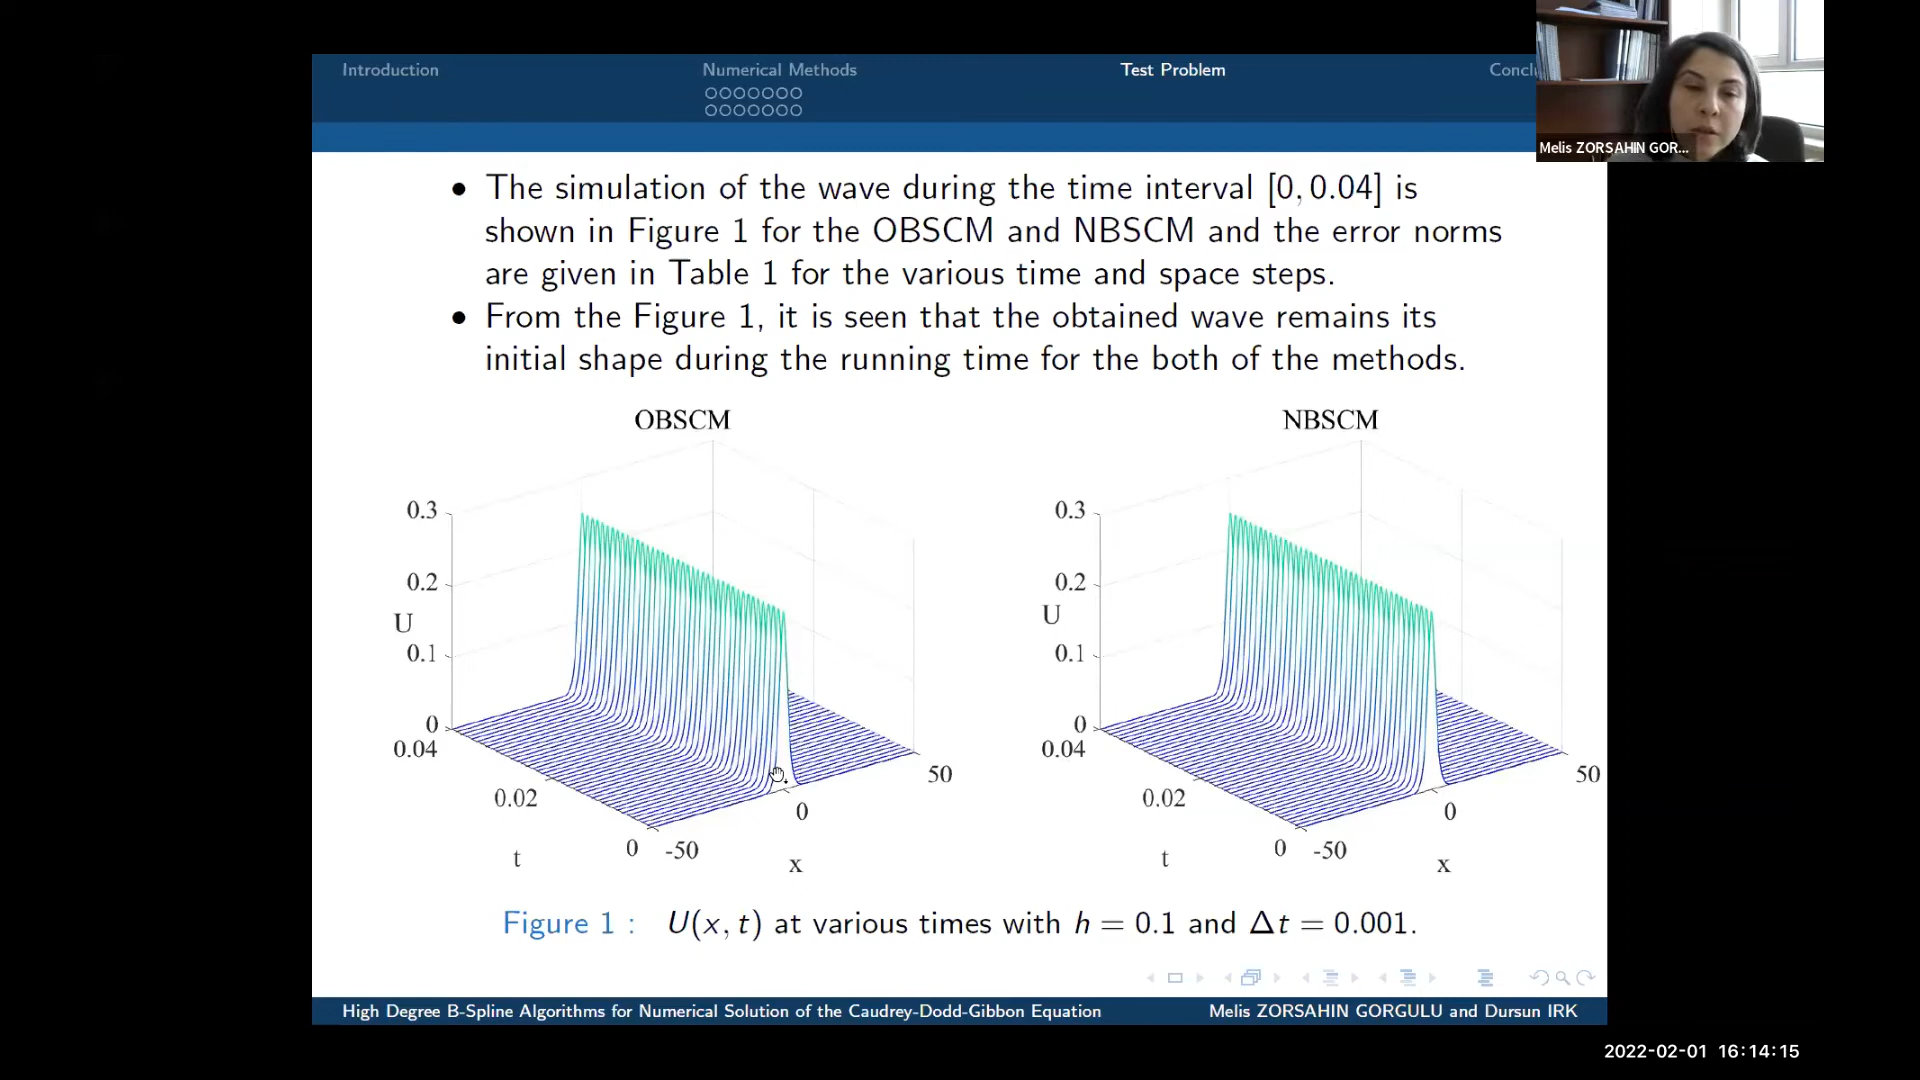 Introduction
Numerical Methods
Test Problem
Conclu
Melis ZORSAHIN GOR...
• The simulation of the wave during the time interval [0, 0.04] is
shown in Figure 1 for the OBSCM and NBSCM and the error norms
are given in Table 1 for the various time and space steps.
• From the Figure 1, it is seen that the obtained wave remains its
initial shape during the running time for the both of the methods.
OBSCM
0.3
0.2
U
0.1
0
0.04
0.02
0
t
-50
0
50
x
NBSCM
0.3
0.2
U
0.1
0
0.04
0.02
0
t
-50
0
50
x
Figure 1 : U(x, t) at various times with h = 0.1 and Δt = 0.001.
High Degree B-Spline Algorithms for Numerical Solution of the Caudrey-Dodd-Gibbon Equation
Melis ZORSAHIN GORGULU and Dursun IRK
2022-02-01 16:14:15